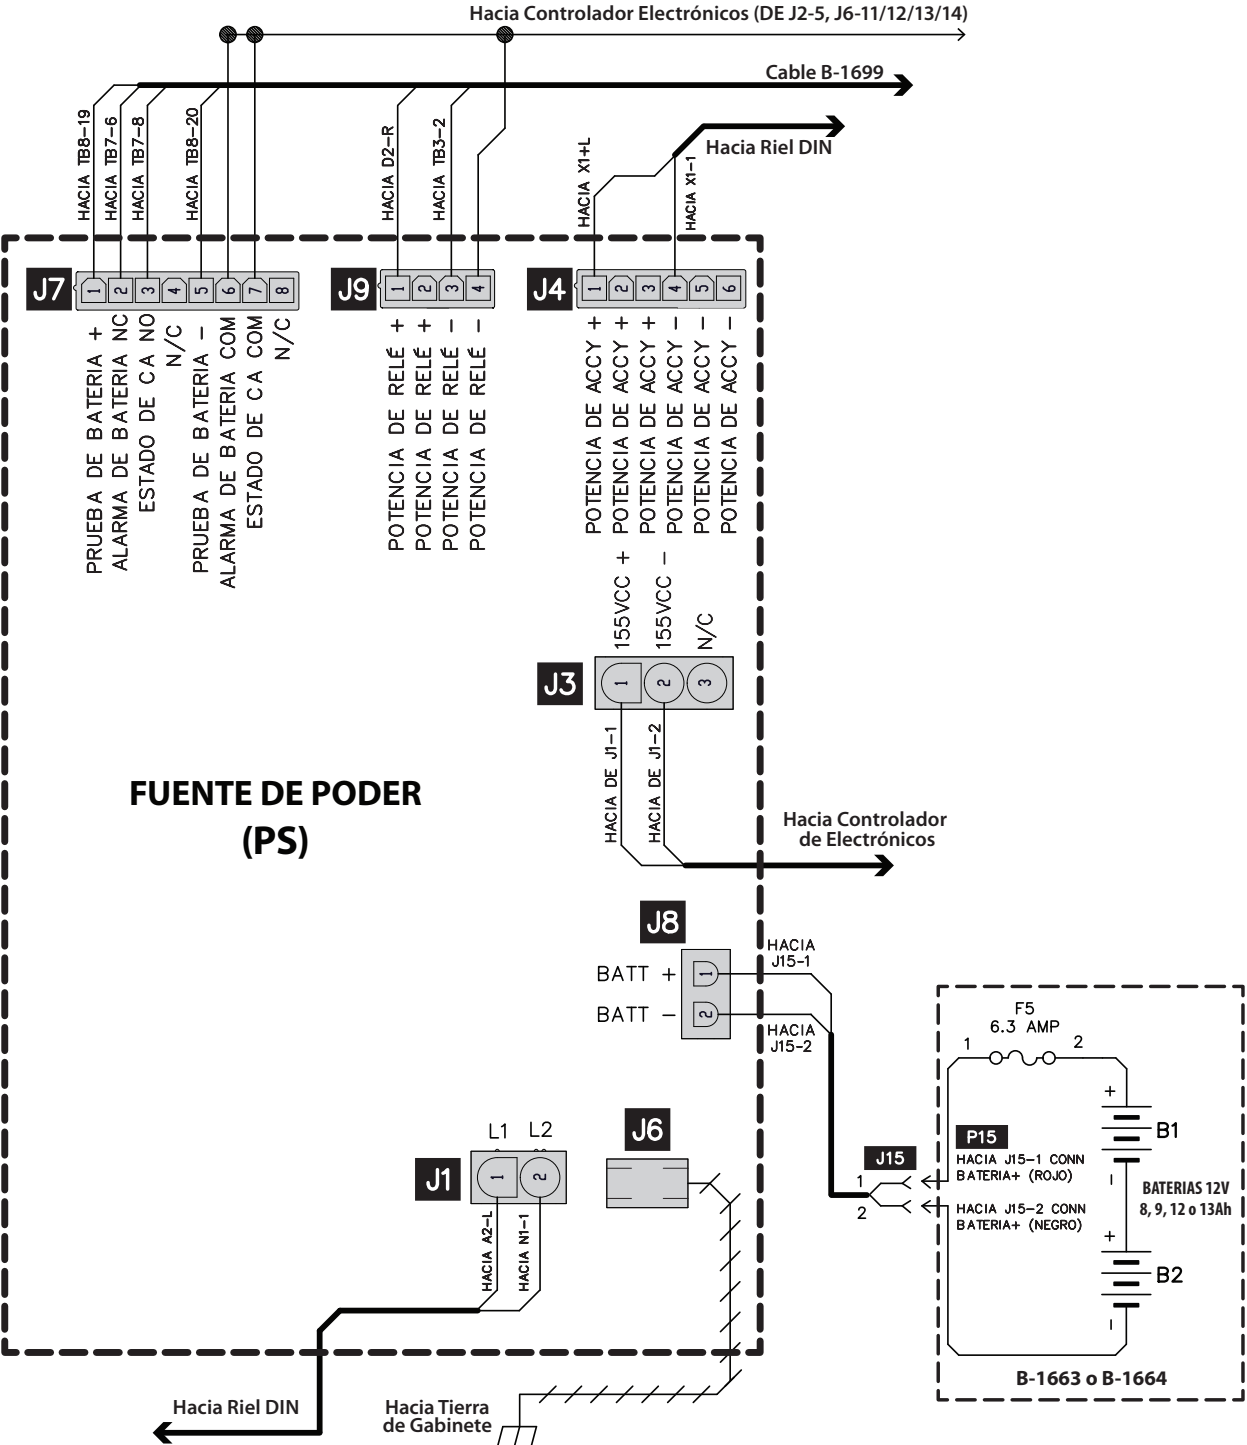 Hacia Controlador Electrónicos (DE J2-5, J6-11/12/13/14)
Cable B-1699
Hacia Riel DIN
HACIA TB8-19
HACIA TB7-6
HACIA TB7-8
HACIA TB8-20
HACIA D2-R
HACIA TB3-2
HACIA X1+L
HACIA X1-1
J7
1
2
3
4
5
6
7
8
J9
1
2
3
4
J4
1
2
3
4
5
6
PRUEBA DE BATERIA +
ALARMA DE BATERIA NC
ESTADO DE CA NO
N/C
PRUEBA DE BATERIA -
ALARMA DE BATERIA COM
ESTADO DE CA COM
N/C
POTENCIA DE RELÉ +
POTENCIA DE RELÉ +
POTENCIA DE RELÉ -
POTENCIA DE RELÉ -
POTENCIA DE ACCY +
POTENCIA DE ACCY +
POTENCIA DE ACCY +
POTENCIA DE ACCY -
POTENCIA DE ACCY -
POTENCIA DE ACCY -
155VCC +
155VCC -
N/C
J3
1
2
3
HACIA DE J1-1
HACIA DE J1-2
FUENTE DE PODER
(PS)
Hacia Controlador
de Electrónicos
J8
BATT +
1
BATT -
2
HACIA
J15-1
HACIA
J15-2
F5
6.3 AMP
1
2
+
B1
-
BATERIAS 12V
8, 9, 12 o 13Ah
+
B2
-
P15
HACIA J15-1 CONN
BATERIA+ (ROJO)
HACIA J15-2 CONN
BATERIA+ (NEGRO)
J15
1
2
B-1663 o B-1664
L1
L2
J1
1
2
J6
HACIA A2-L
HACIA N1-1
Hacia Riel DIN
Hacia Tierra
de Gabinete